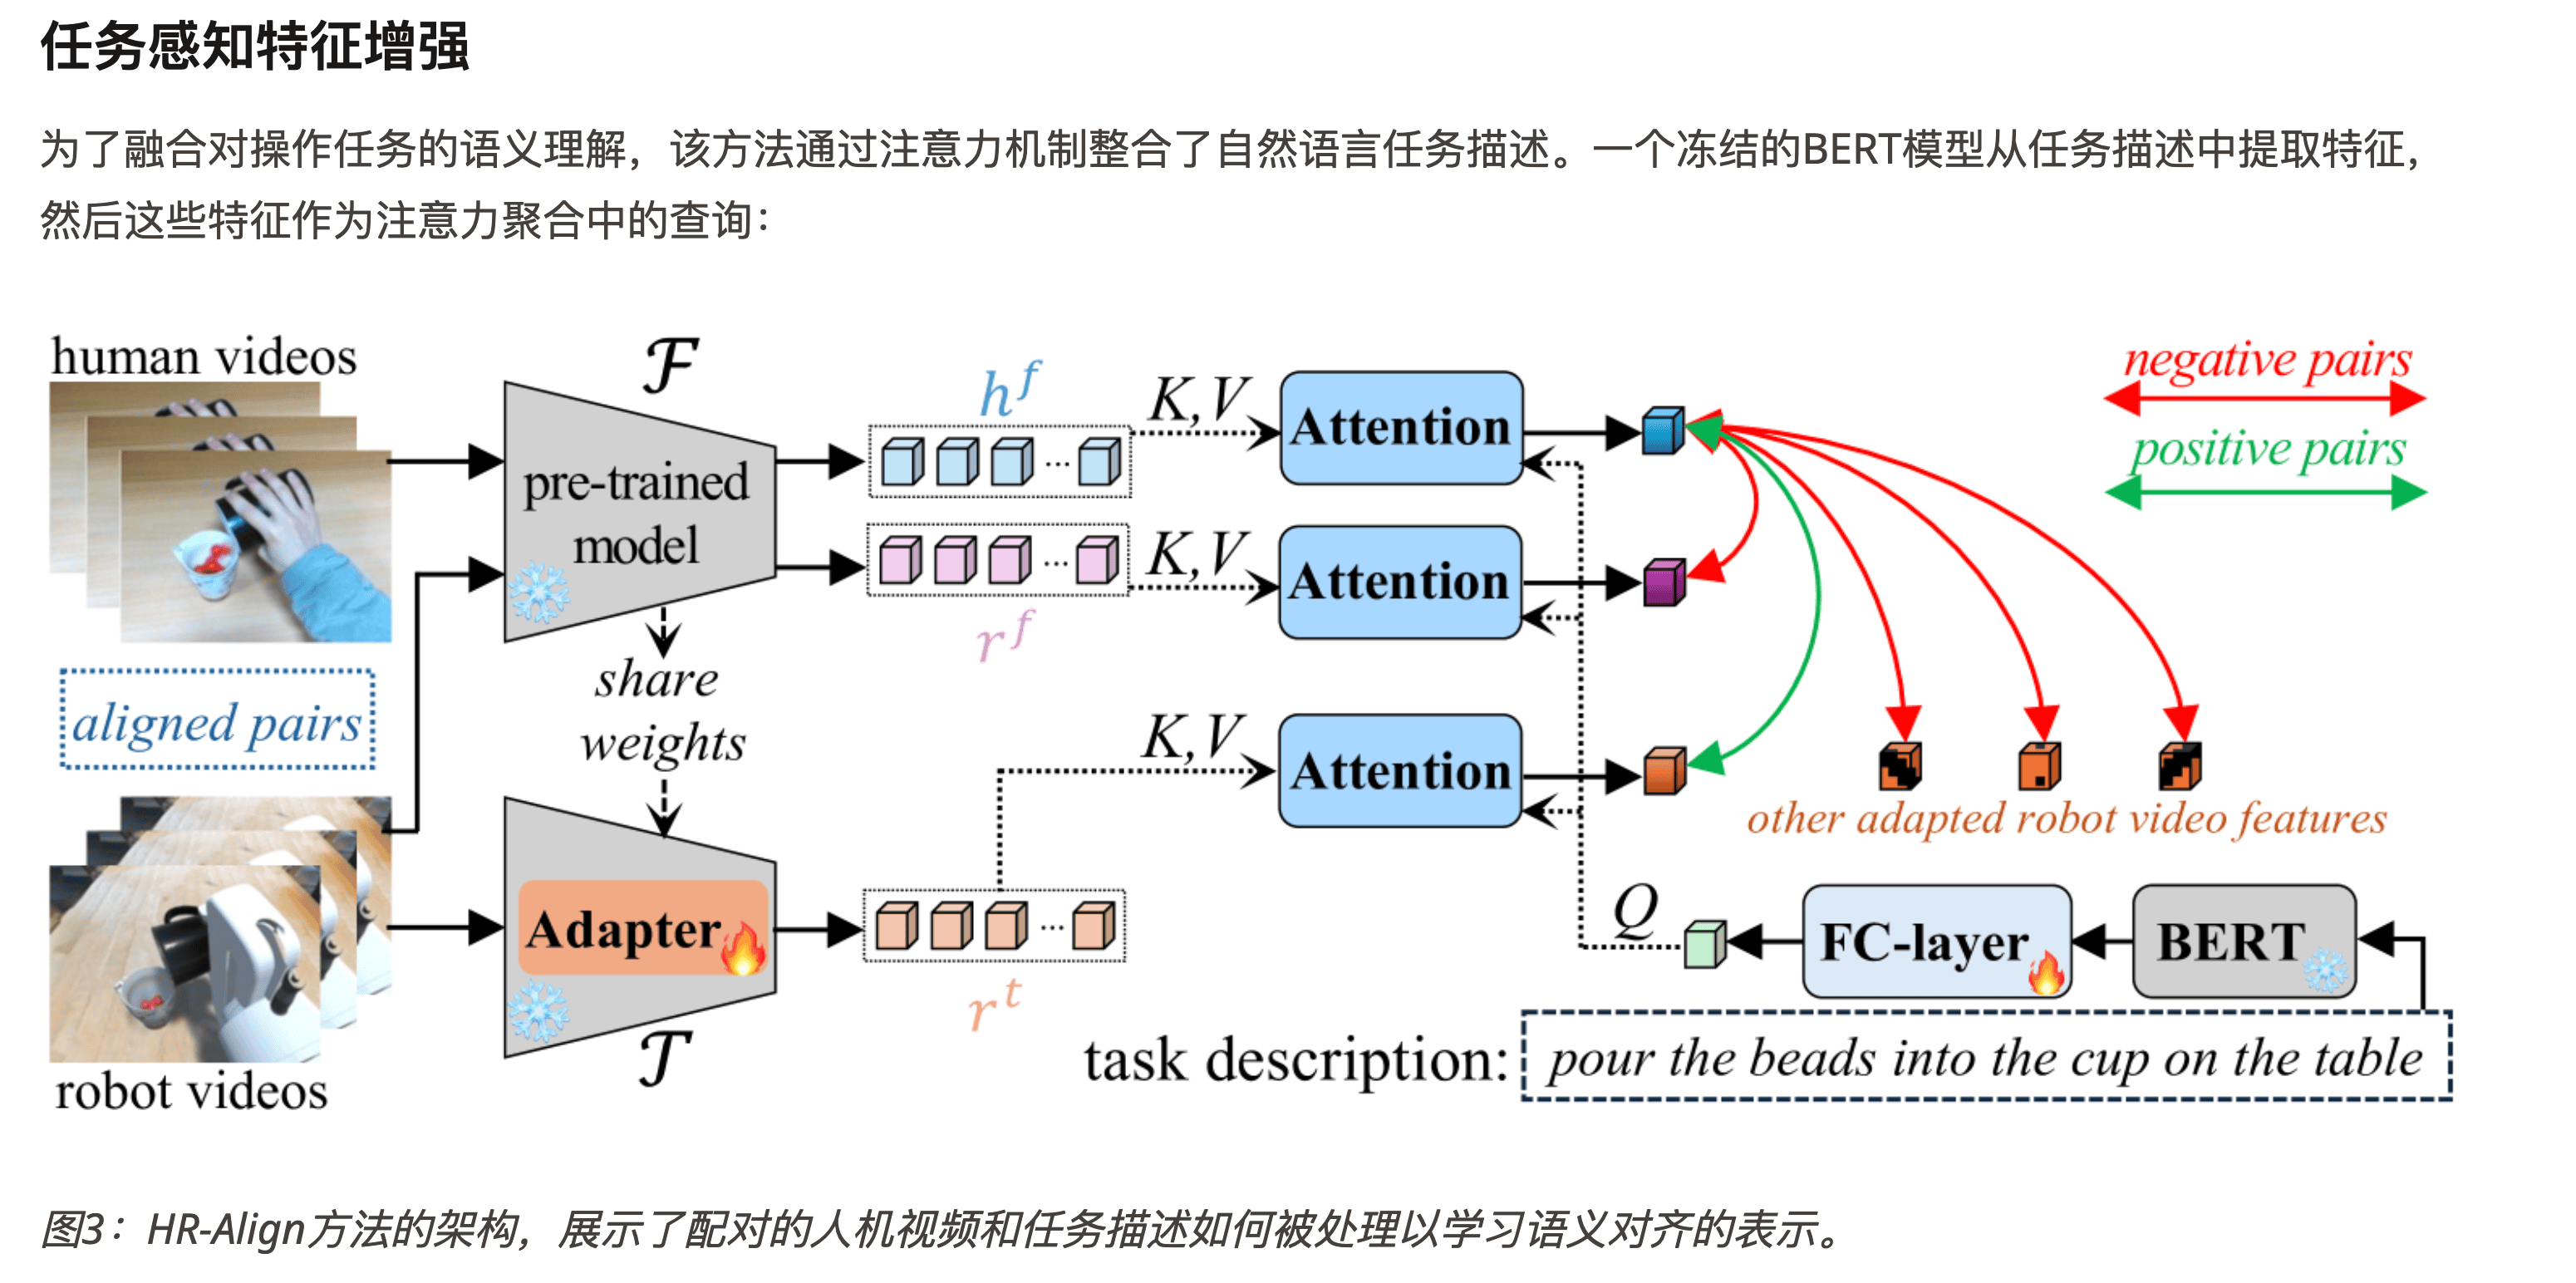 任务感知特征增强
为了融合对操作任务的语义理解，该方法通过注意力机制整合了自然语言任务描述。一个冻结的BERT模型从任务描述中提取特征，
然后这些特征作为注意力聚合中的查询：
human videos
F
pre-trained
model
h^f
K,V
Attention
negative pairs
positive pairs
r^f
K,V
Attention
aligned pairs
share
weights
K,V
Attention
other adapted robot video features
Adapter
r^t
Q
FC-layer
BERT
T
robot videos
task description:
pour the beads into the cup on the table
图3：HR-Align方法的架构，展示了配对的人机视频和任务描述如何被处理以学习语义对齐的表示。